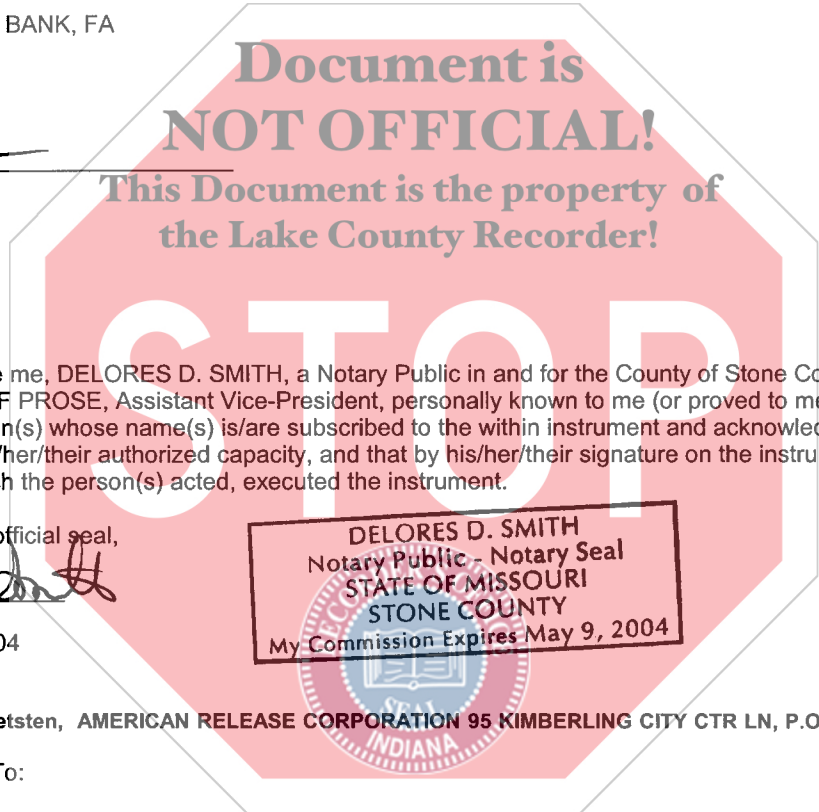 BANK, FA
Document is
NOT OFFICIAL!
This Document is the property of
the Lake County Recorder!
STOP
me, DELORES D. SMITH, a Notary Public in and for the County of Stone Co
F PROSE, Assistant Vice-President, personally known to me (or proved to me
n(s) whose name(s) is/are subscribed to the within instrument and acknowled
/her/their authorized capacity, and that by his/her/their signature on the instru
h the person(s) acted, executed the instrument.
official seal,
DELORES D. SMITH
Notary Public - Notary Seal
STATE OF MISSOURI
STONE COUNTY
My Commission Expires May 9, 2004
04
RECORDER'S OFFICE
SEAL
INDIANA
etsten, AMERICAN RELEASE CORPORATION 95 KIMBERLING CITY CTR LN, P.O
To: